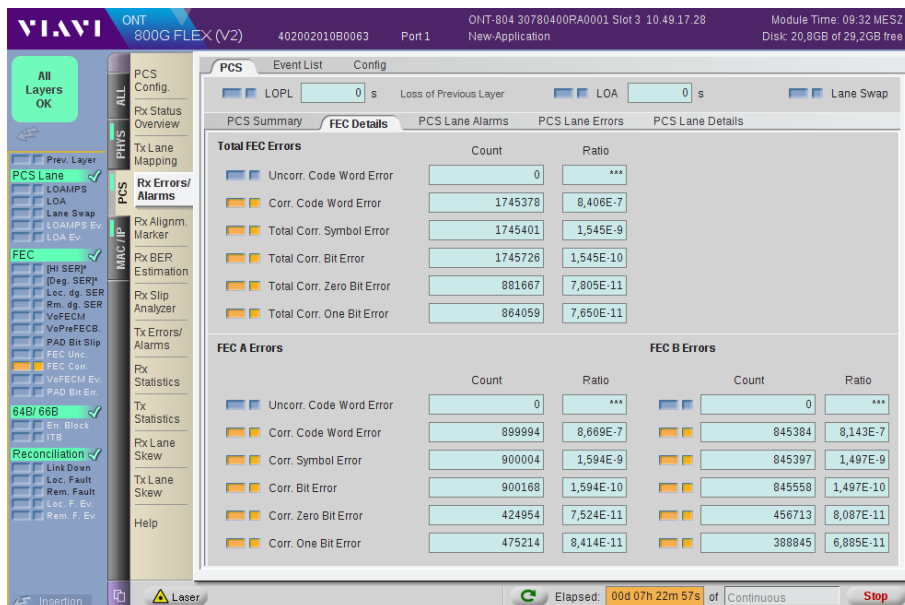 VIAVI
ONT
800G FLEX (V2)
402002010B0063
Port 1
ONT-804 30780400RA0001 Slot 3 10.49.17.28
New-Application
Module Time: 09:32 MESZ
Disk: 20,8GB of 29,2GB free
All
Layers
OK
Prev. Layer
PCS Lane
LOAMPS
LOA
Lane Swap
LOAMPS Ev.
LOA Ev.
FEC
[HI SER]*
[Deg. SER]*
Loc. dg. SER
Rm. dg. SER
VoFECM
VoPreFECB.
PAD Bit Slip
FEC Unc.
FEC Corr.
VoFECM Ev.
PAD Bit Err.
64B/ 66B
Err. Block
ITB
Reconciliation
Link Down
Loc. Fault
Rem. Fault
Loc. F. Ev.
Rem. F. Ev.
Insertion
ALL
PHYS
PCS
MAC / IP
PCS
Config.
Rx Status
Overview
Tx Lane
Mapping
Rx Errors/
Alarms
Rx Alignm.
Marker
Rx BER
Estimation
Rx Slip
Analyzer
Tx Errors/
Alarms
Rx
Statistics
Tx
Statistics
Rx Lane
Skew
Tx Lane
Skew
Help
PCS Event List Config
LOPL 0 s Loss of Previous Layer LOA 0 s Lane Swap
PCS Summary FEC Details PCS Lane Alarms PCS Lane Errors PCS Lane Details
Total FEC Errors Count Ratio
Uncorr. Code Word Error 0 ***
Corr. Code Word Error 1745378 8,406E-7
Total Corr. Symbol Error 1745401 1,545E-9
Total Corr. Bit Error 1745726 1,545E-10
Total Corr. Zero Bit Error 881667 7,805E-11
Total Corr. One Bit Error 864059 7,650E-11
FEC A Errors FEC B Errors
Count Ratio Count Ratio
Uncorr. Code Word Error 0 *** 0 ***
Corr. Code Word Error 899994 8,669E-7 845384 8,143E-7
Corr. Symbol Error 900004 1,594E-9 845397 1,497E-9
Corr. Bit Error 900168 1,594E-10 845558 1,497E-10
Corr. Zero Bit Error 424954 7,524E-11 456713 8,087E-11
Corr. One Bit Error 475214 8,414E-11 388845 6,885E-11
Laser
Elapsed: 00d 07h 22m 57s of Continuous Stop